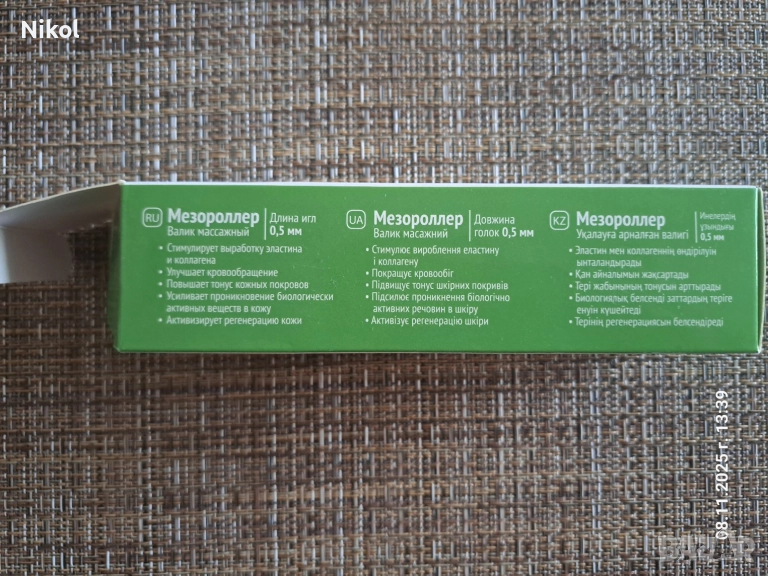 Nikol
RU
Мезороллер
Валик массажный
Длина игл
0,5 мм
• Стимулирует выработку эластина
и коллагена
• Улучшает кровообращение
• Повышает тонус кожных покровов
• Усиливает проникновение биологически
активных веществ в кожу
• Активизирует регенерацию кожи
UA
Мезороллер
Валик масажний
Довжина
голок 0,5 мм
• Стимулює вироблення еластину
і коллагену
• Покращує кровообіг
• Підвищує тонус шкірних покривів
• Підсилює проникнення біологічно
активних речовин в шкіру
• Активізує регенерацію шкіри
KZ
Мезороллер
Уқалауға арналған валигі
Инелердің
ұзындығы
0,5 мм
• Эластин мен коллагеннің өндірілуін
ынталандырады
• Қан айналымын жақсартады
• Тері жабынының тонусын арттырады
• Биологиялық белсенді заттардың теріге
енуін күшейтеді
• Терінің регенерациясын белсендіреді
08.11.2025 г. 13:39